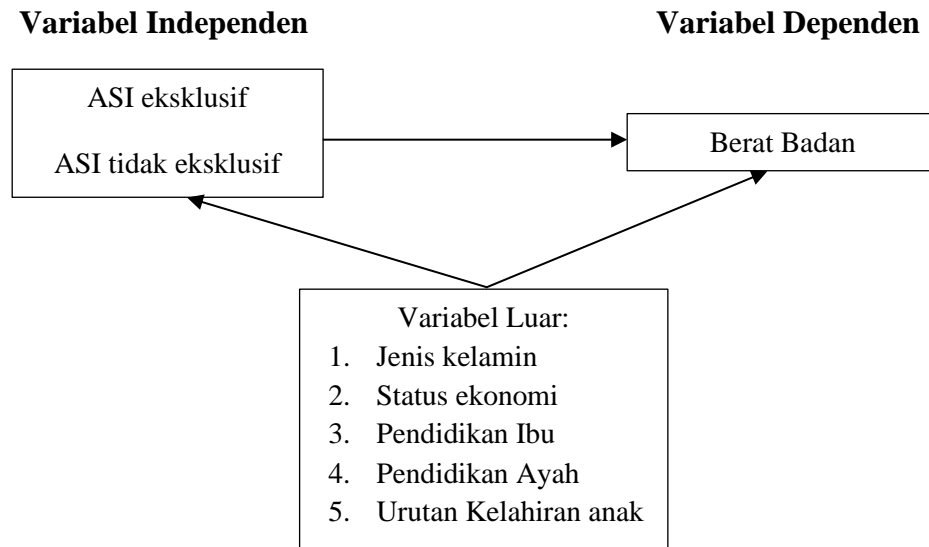 Variabel Independen
Variabel Dependen
ASI eksklusif
ASI tidak eksklusif
Berat Badan
Variabel Luar:
1. Jenis kelamin
2. Status ekonomi
3. Pendidikan Ibu
4. Pendidikan Ayah
5. Urutan Kelahiran anak